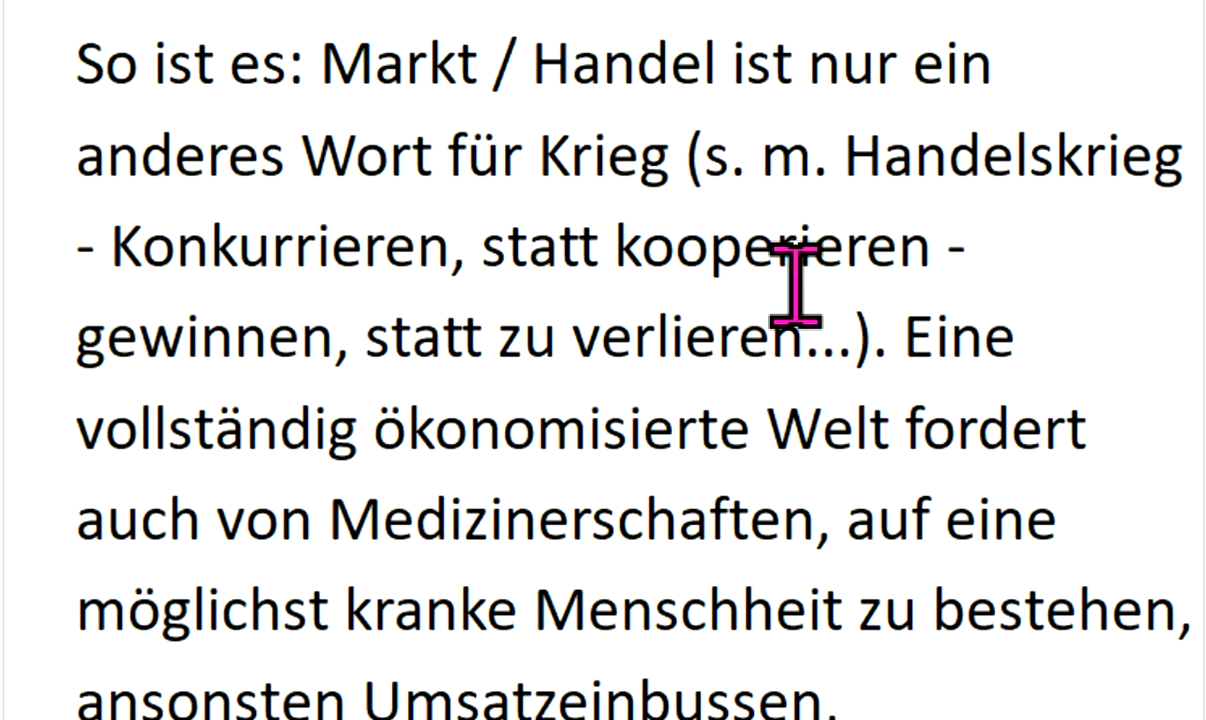 So ist es: Markt / Handel ist nur ein
anderes Wort für Krieg (s. m. Handelskrieg
- Konkurrieren, statt kooperieren -
gewinnen, statt zu verlieren...). Eine
vollständig ökonomisierte Welt fordert
auch von Medizinerschaften, auf eine
möglichst kranke Menschheit zu bestehen,
ansonsten Umsatzeinbussen.